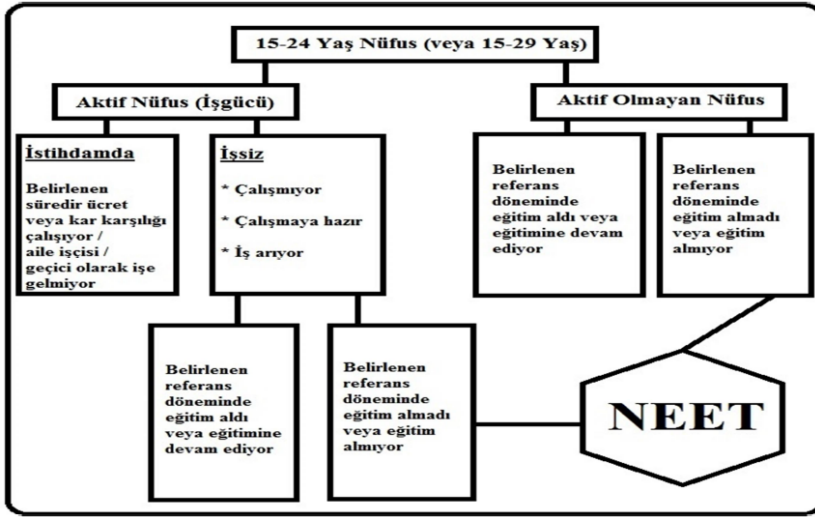 15-24 Yaş Nüfus (veya 15-29 Yaş)
Aktif Nüfus (İşgücü)
Aktif Olmayan Nüfus
İstihdamda
Belirlenen
süredir ücret
veya kar karşılığı
çalışıyor /
aile işçisi /
geçici olarak işe
gelmiyor
İşsiz
* Çalışmıyor
* Çalışmaya hazır
* İş arıyor
Belirlenen
referans
döneminde
eğitim aldı veya
eğitimine devam
ediyor
Belirlenen
referans
döneminde
eğitim almadı
veya eğitim
almıyor
Belirlenen
referans
döneminde
eğitim aldı
veya eğitimine
devam ediyor
Belirlenen
referans
döneminde
eğitim almadı
veya eğitim
almıyor
NEET